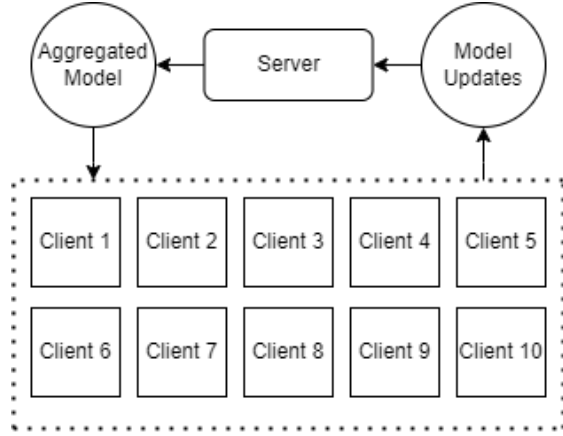 Aggregated
Model
Server
Model
Updates
Client 1
Client 2
Client 3
Client 4
Client 5
Client 6
Client 7
Client 8
Client 9
Client 10